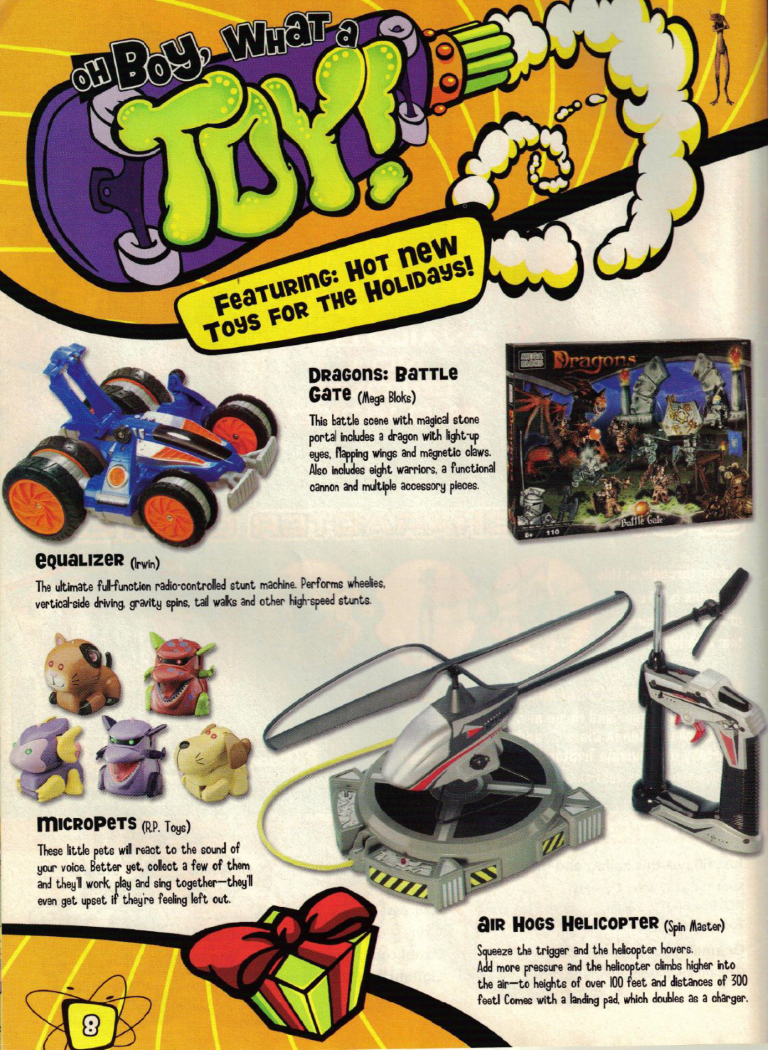 OH BOY, WHAT a
TOY!
FEATURING: HOT new
TOYS FOR THE HOLIDAYS!
DRAGONS: BATTLE
GATE (Mega Bloks)
This battle scene with magical stone
portal includes a dragon with light-up
eyes, flapping wings and magnetic claws.
Also includes eight warriors, a functional
cannon and multiple accessory pieces.
MEGA
BLOKS
Dragons
Battle Gate
8+ 110
EQUALIZER (Irwin)
The ultimate full-function radio-controlled stunt machine. Performs wheelies,
vertical-side driving, gravity spins, tail walks and other high-speed stunts.
MICROPETS (R.P. Toys)
These little pets will react to the sound of
your voice. Better yet, collect a few of them
and they'll work, play and sing together—they'll
even get upset if they're feeling left out.
AIR HOGS HELICOPTER (Spin Master)
Squeeze the trigger and the helicopter hovers.
Add more pressure and the helicopter climbs higher into
the air—to heights of over 100 feet and distances of 300
feet! Comes with a landing pad, which doubles as a charger.
8